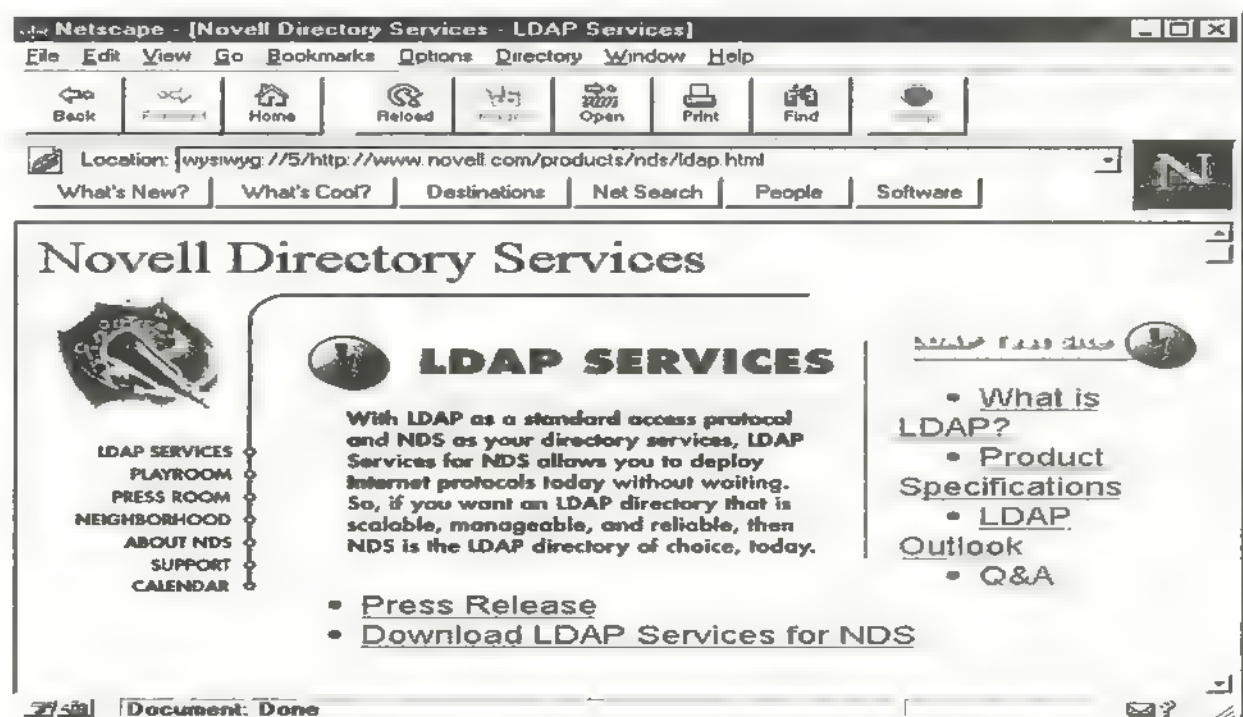 Netscape - [Novell Directory Services - LDAP Services]
File Edit View Go Bookmarks Options Directory Window Help
Back Home Reload Open Print Find
Location: wysiwyg://5/http://www.novell.com/products/nds/ldap.html
What's New? What's Cool? Destinations Net Search People Software
N
Novell Directory Services
LDAP SERVICES
With LDAP as a standard access protocol
and NDS as your directory services, LDAP
Services for NDS allows you to deploy
Internet protocols today without waiting.
So, if you want an LDAP directory that is
scalable, manageable, and reliable, then
NDS is the LDAP directory of choice, today.
LDAP SERVICES
PLAYROOM
PRESS ROOM
NEIGHBORHOOD
ABOUT NDS
SUPPORT
CALENDAR
• Press Release
• Download LDAP Services for NDS
• What is
LDAP?
• Product
Specifications
• LDAP
Outlook
• Q&A
Document: Done
?